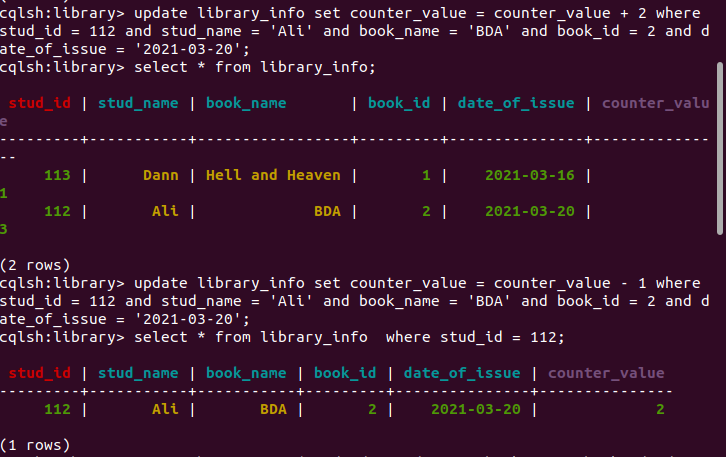 cqlsh:library> update library_info set counter_value = counter_value + 2 where
stud_id = 112 and stud_name = 'Ali' and book_name = 'BDA' and book_id = 2 and d
ate_of_issue = '2021-03-20';
cqlsh:library> select * from library_info;
stud_id | stud_name | book_name       | book_id | date_of_issue | counter_valu
e
---------+-----------+-----------------+---------+---------------+-------------
--
113 |      Dann | Hell and Heaven |       1 |    2021-03-16 |
1
112 |       Ali |             BDA |       2 |    2021-03-20 |
3
(2 rows)
cqlsh:library> update library_info set counter_value = counter_value - 1 where
stud_id = 112 and stud_name = 'Ali' and book_name = 'BDA' and book_id = 2 and d
ate_of_issue = '2021-03-20';
cqlsh:library> select * from library_info  where stud_id = 112;
stud_id | stud_name | book_name | book_id | date_of_issue | counter_value
---------+-----------+-----------+---------+---------------+---------------
112 |       Ali |       BDA |       2 |    2021-03-20 |             2
(1 rows)